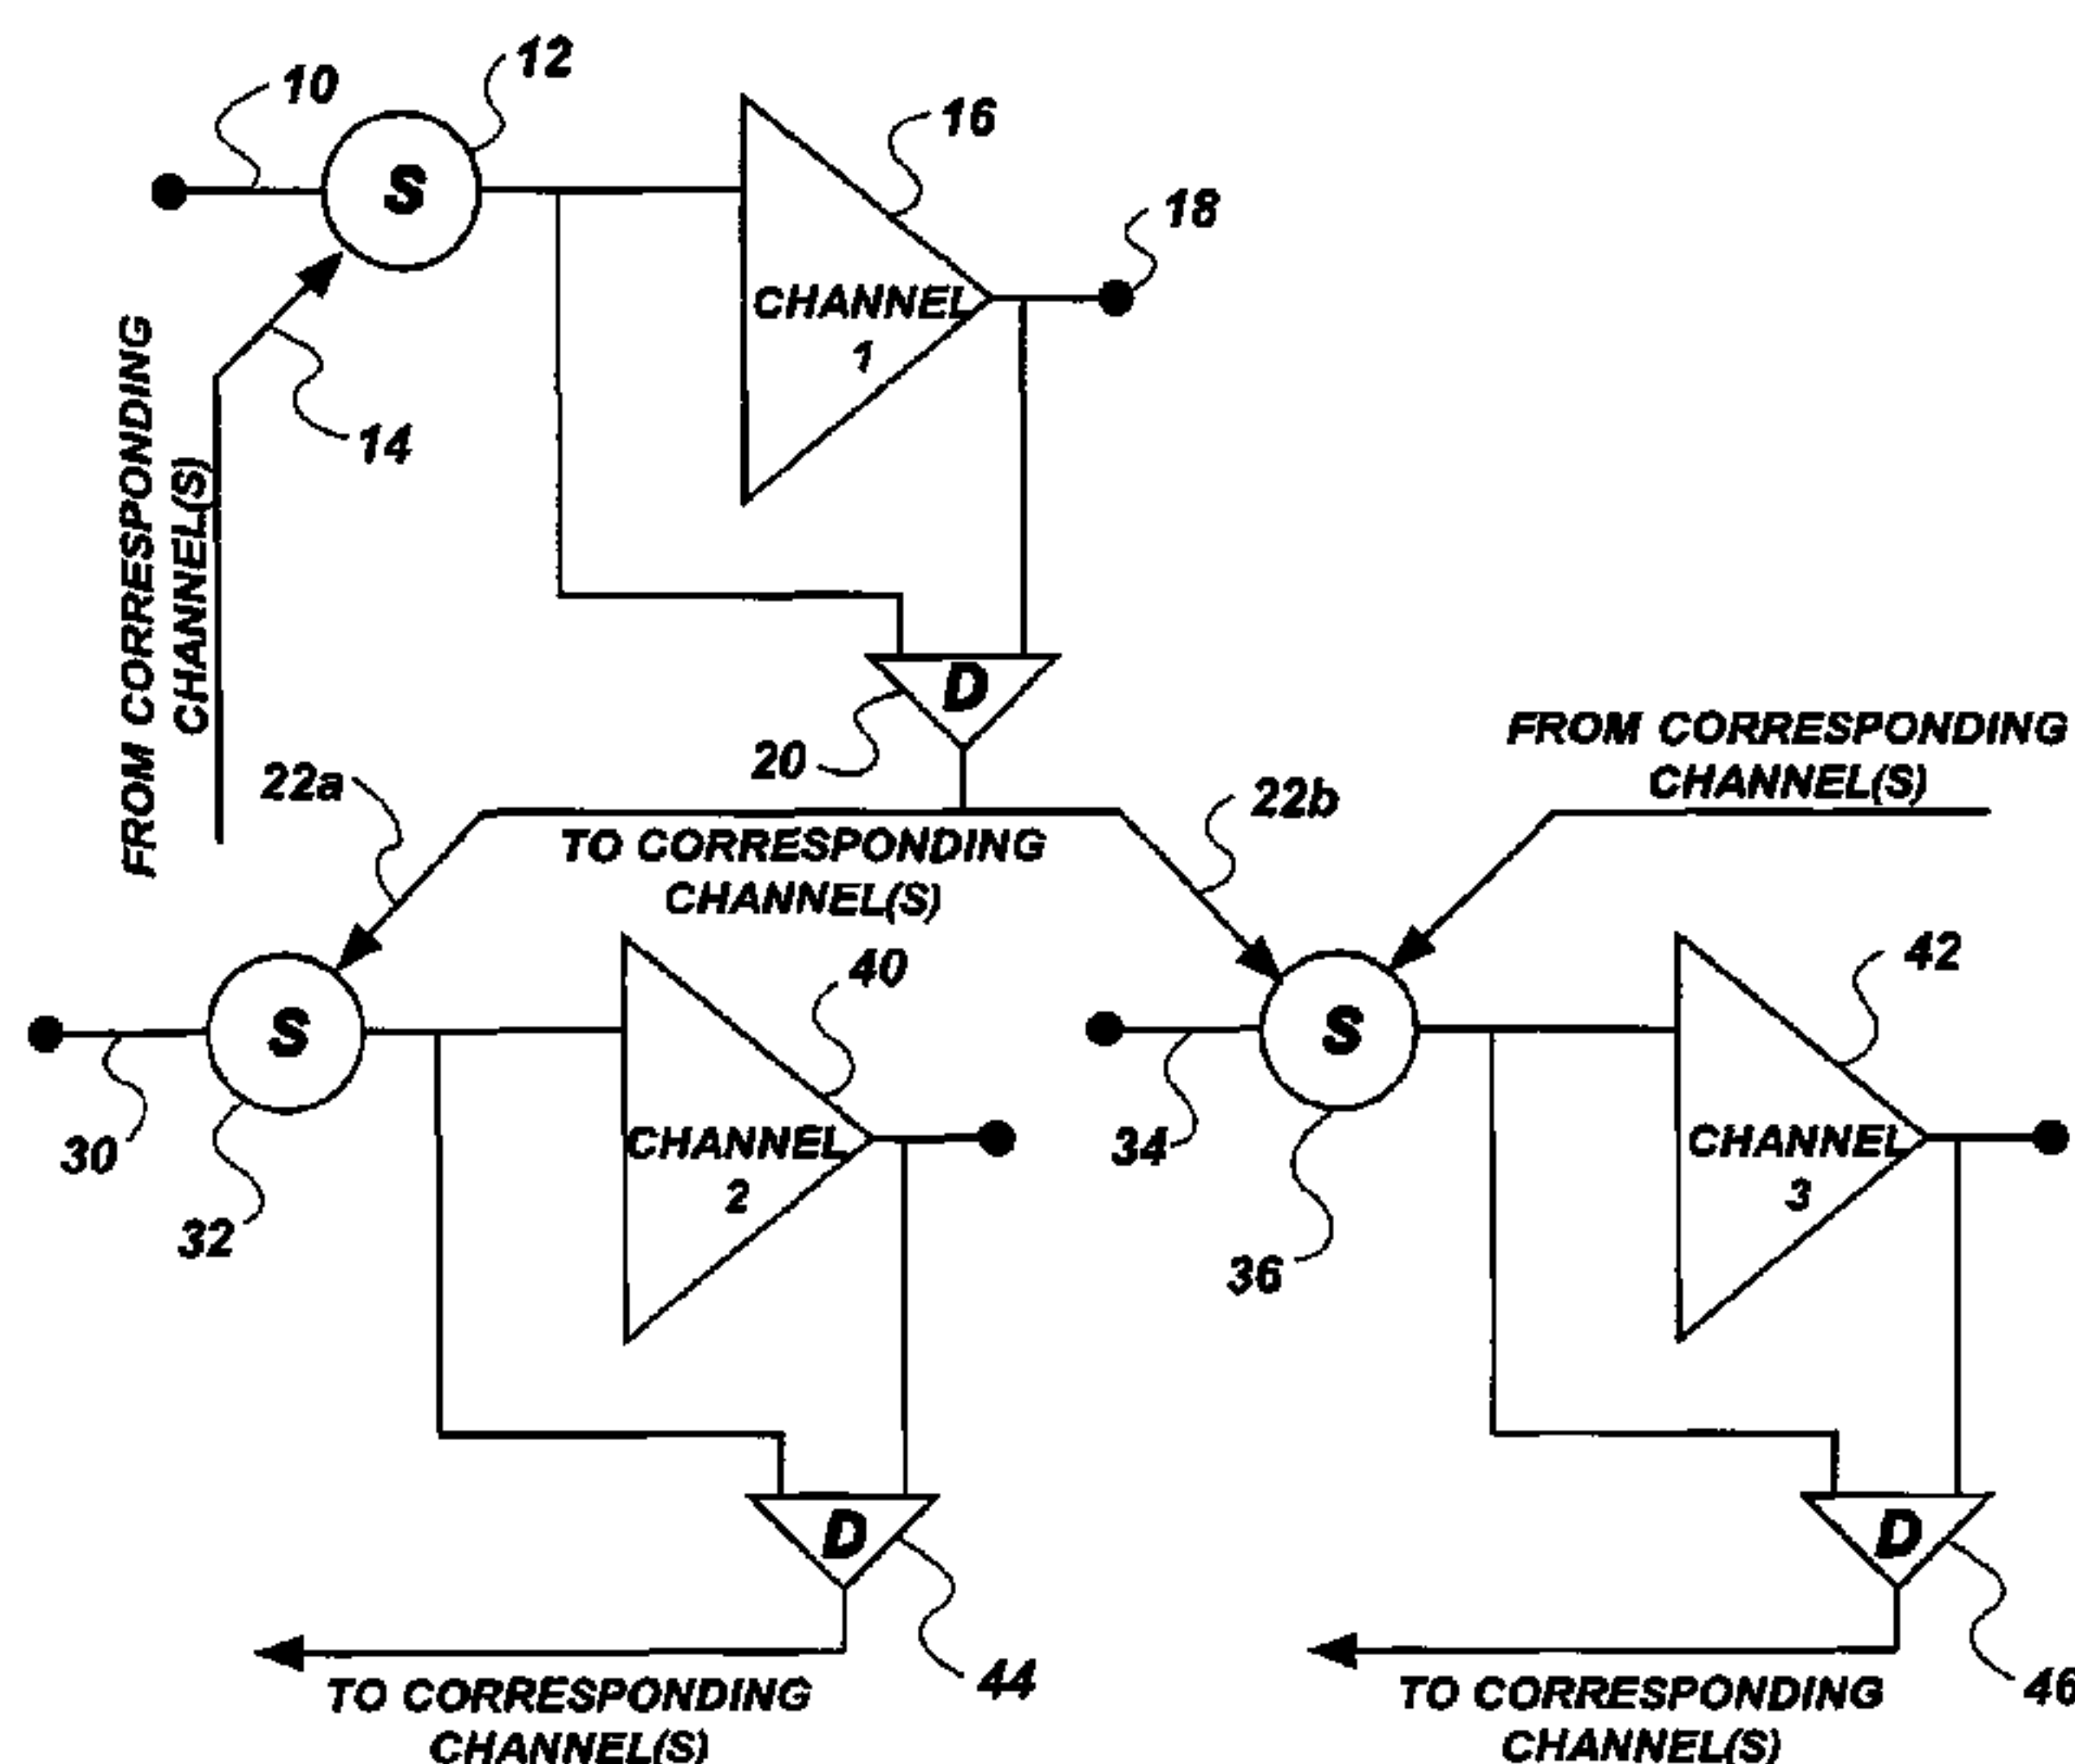 10
12
S
16
18
CHANNEL
1
14
FROM CORRESPONDING
CHANNEL(S)
D
20
22a
22b
FROM CORRESPONDING
CHANNEL(S)
TO CORRESPONDING
CHANNEL(S)
S
40
S
42
30
32
CHANNEL
2
34
36
CHANNEL
3
D
44
D
46
TO CORRESPONDING
CHANNEL(S)
TO CORRESPONDING
CHANNEL(S)